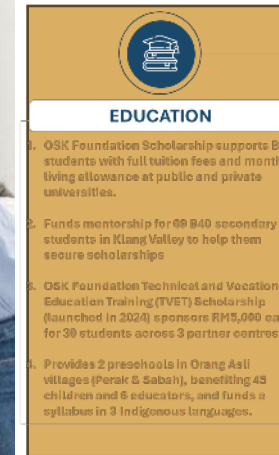 EDUCATION
OSK Foundation Scholarship supports B
students with full tuition fees and month
living allowance at public and private
universities.
2. Funds mentorship for 69 B40 secondary
students in Klang Valley to help them
secure scholarships
3. OSK Foundation Technical and Vocation
Education Training (TVET) Scholarship
(launched in 2024) sponsors RM5,000 ea
for 30 students across 3 partner centres
Provides 2 preschools in Orang Asli
villages (Perak & Sabah), benefiting 45
children and 6 educators, and funds a
syllabus in 3 Indigenous languages.